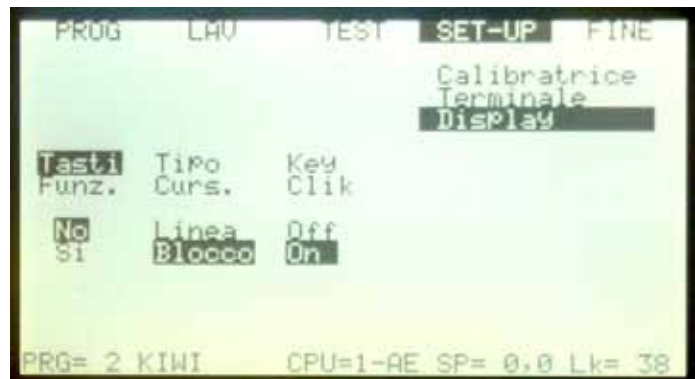 PROG LAV TEST SET-UP FINE
Calibratrice
Terminale
Display
Tasti Tipo Key
Funz. Curs. Clik
No Linea Off
Si Blocco On
PRG= 2 KIWI CPU=1-AE SP= 0,0 Lk= 38